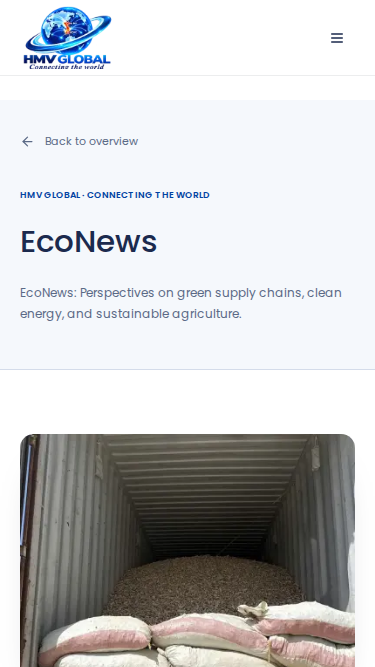 HMV GLOBAL
Connecting the world
Back to overview
HMV GLOBAL · CONNECTING THE WORLD
EcoNews
EcoNews: Perspectives on green supply chains, clean
energy, and sustainable agriculture.